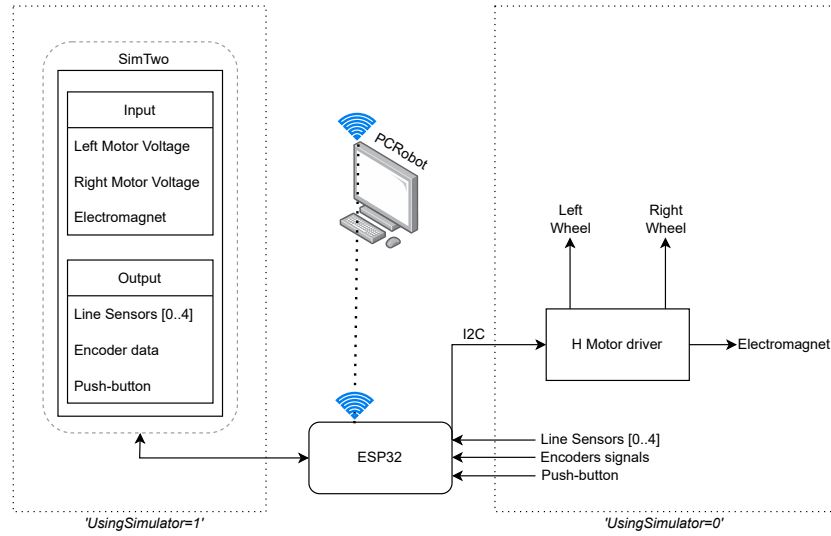 SimTwo
Input
Left Motor Voltage
Right Motor Voltage
Electromagnet
Output
Line Sensors [0..4]
Encoder data
Push-button
PCRobot
ESP32
I2C
Left
Wheel
Right
Wheel
H Motor driver
Electromagnet
Line Sensors [0..4]
Encoders signals
Push-button
'UsingSimulator=1'
'UsingSimulator=0'